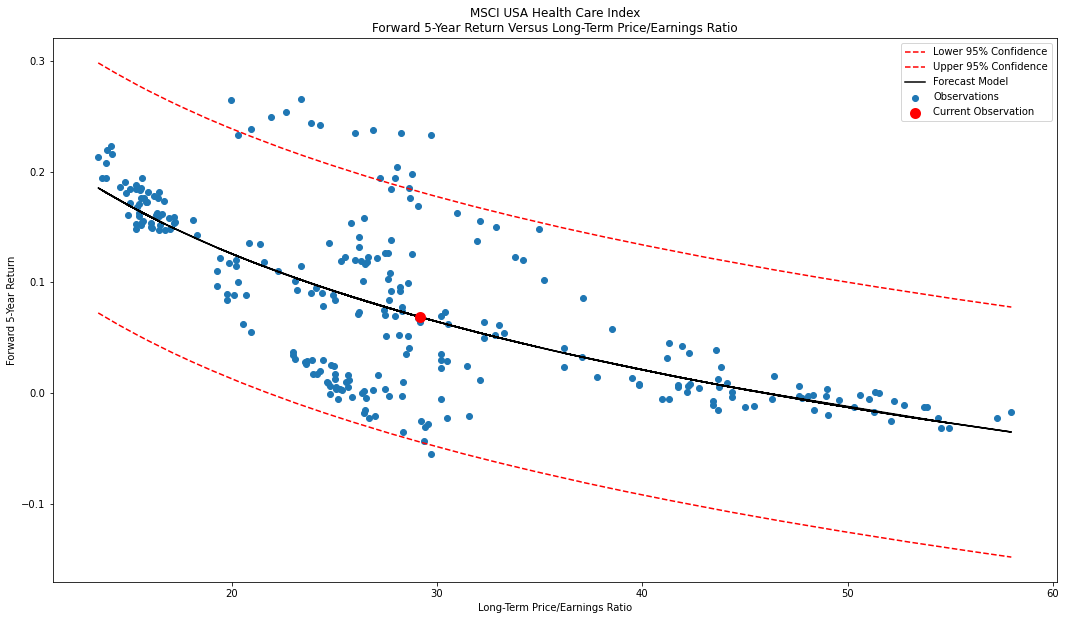 MSCI USA Health Care Index
Forward 5-Year Return Versus Long-Term Price/Earnings Ratio
Lower 95% Confidence
Upper 95% Confidence
Forecast Model
Observations
Current Observation
Forward 5-Year Return
0.3
0.2
0.1
0.0
−0.1
20
30
40
50
60
Long-Term Price/Earnings Ratio